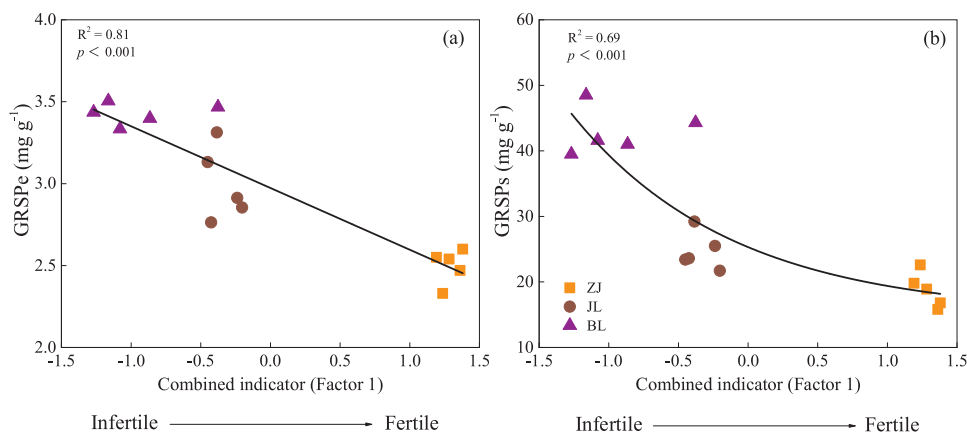 R² = 0.81
p < 0.001
(a)
4.0
3.5
3.0
2.5
2.0
GRSPe (mg g⁻¹)
-1.5 -1.0 -0.5 0.0 0.5 1.0 1.5
Combined indicator (Factor 1)
Infertile Fertile
R² = 0.69
p < 0.001
(b)
60
50
40
30
20
10
GRSPs (mg g⁻¹)
ZJ
JL
BL
-1.5 -1.0 -0.5 0.0 0.5 1.0 1.5
Combined indicator (Factor 1)
Infertile Fertile